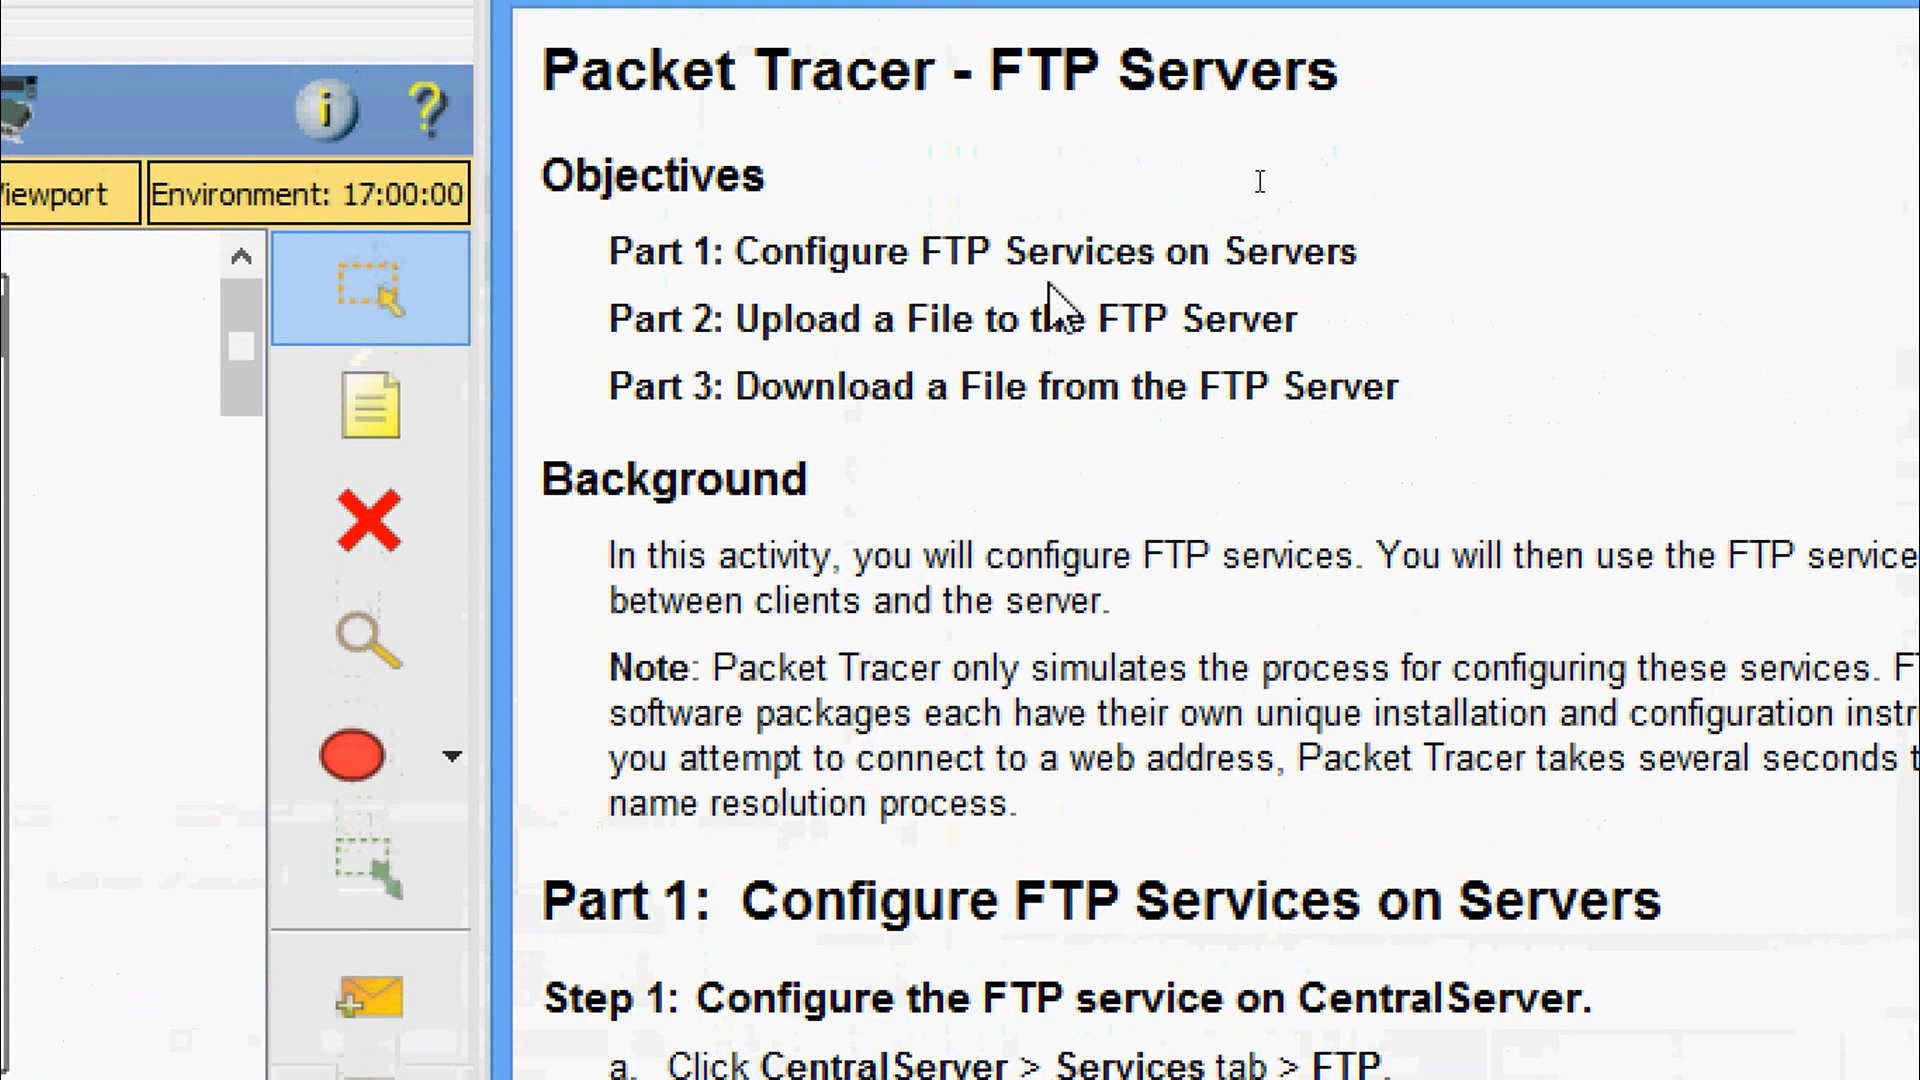 Packet Tracer - FTP Servers
Objectives
Environment: 17:00:00
Part 1: Configure FTP Services on Servers
Part 2: Upload a File to the FTP Server
Part 3: Download a File from the FTP Server
Background
In this activity, you will configure FTP services. You will then use the FTP service
between clients and the server.
Note: Packet Tracer only simulates the process for configuring these services.
software packages each have their own unique installation and configuration
you attempt to connect to a web address, Packet Tracer takes several seconds
name resolution process.
Part 1: Configure FTP Services on Servers
Step 1: Configure the FTP service on CentralServer.
a. Click CentralServer > Services tab > FTP.